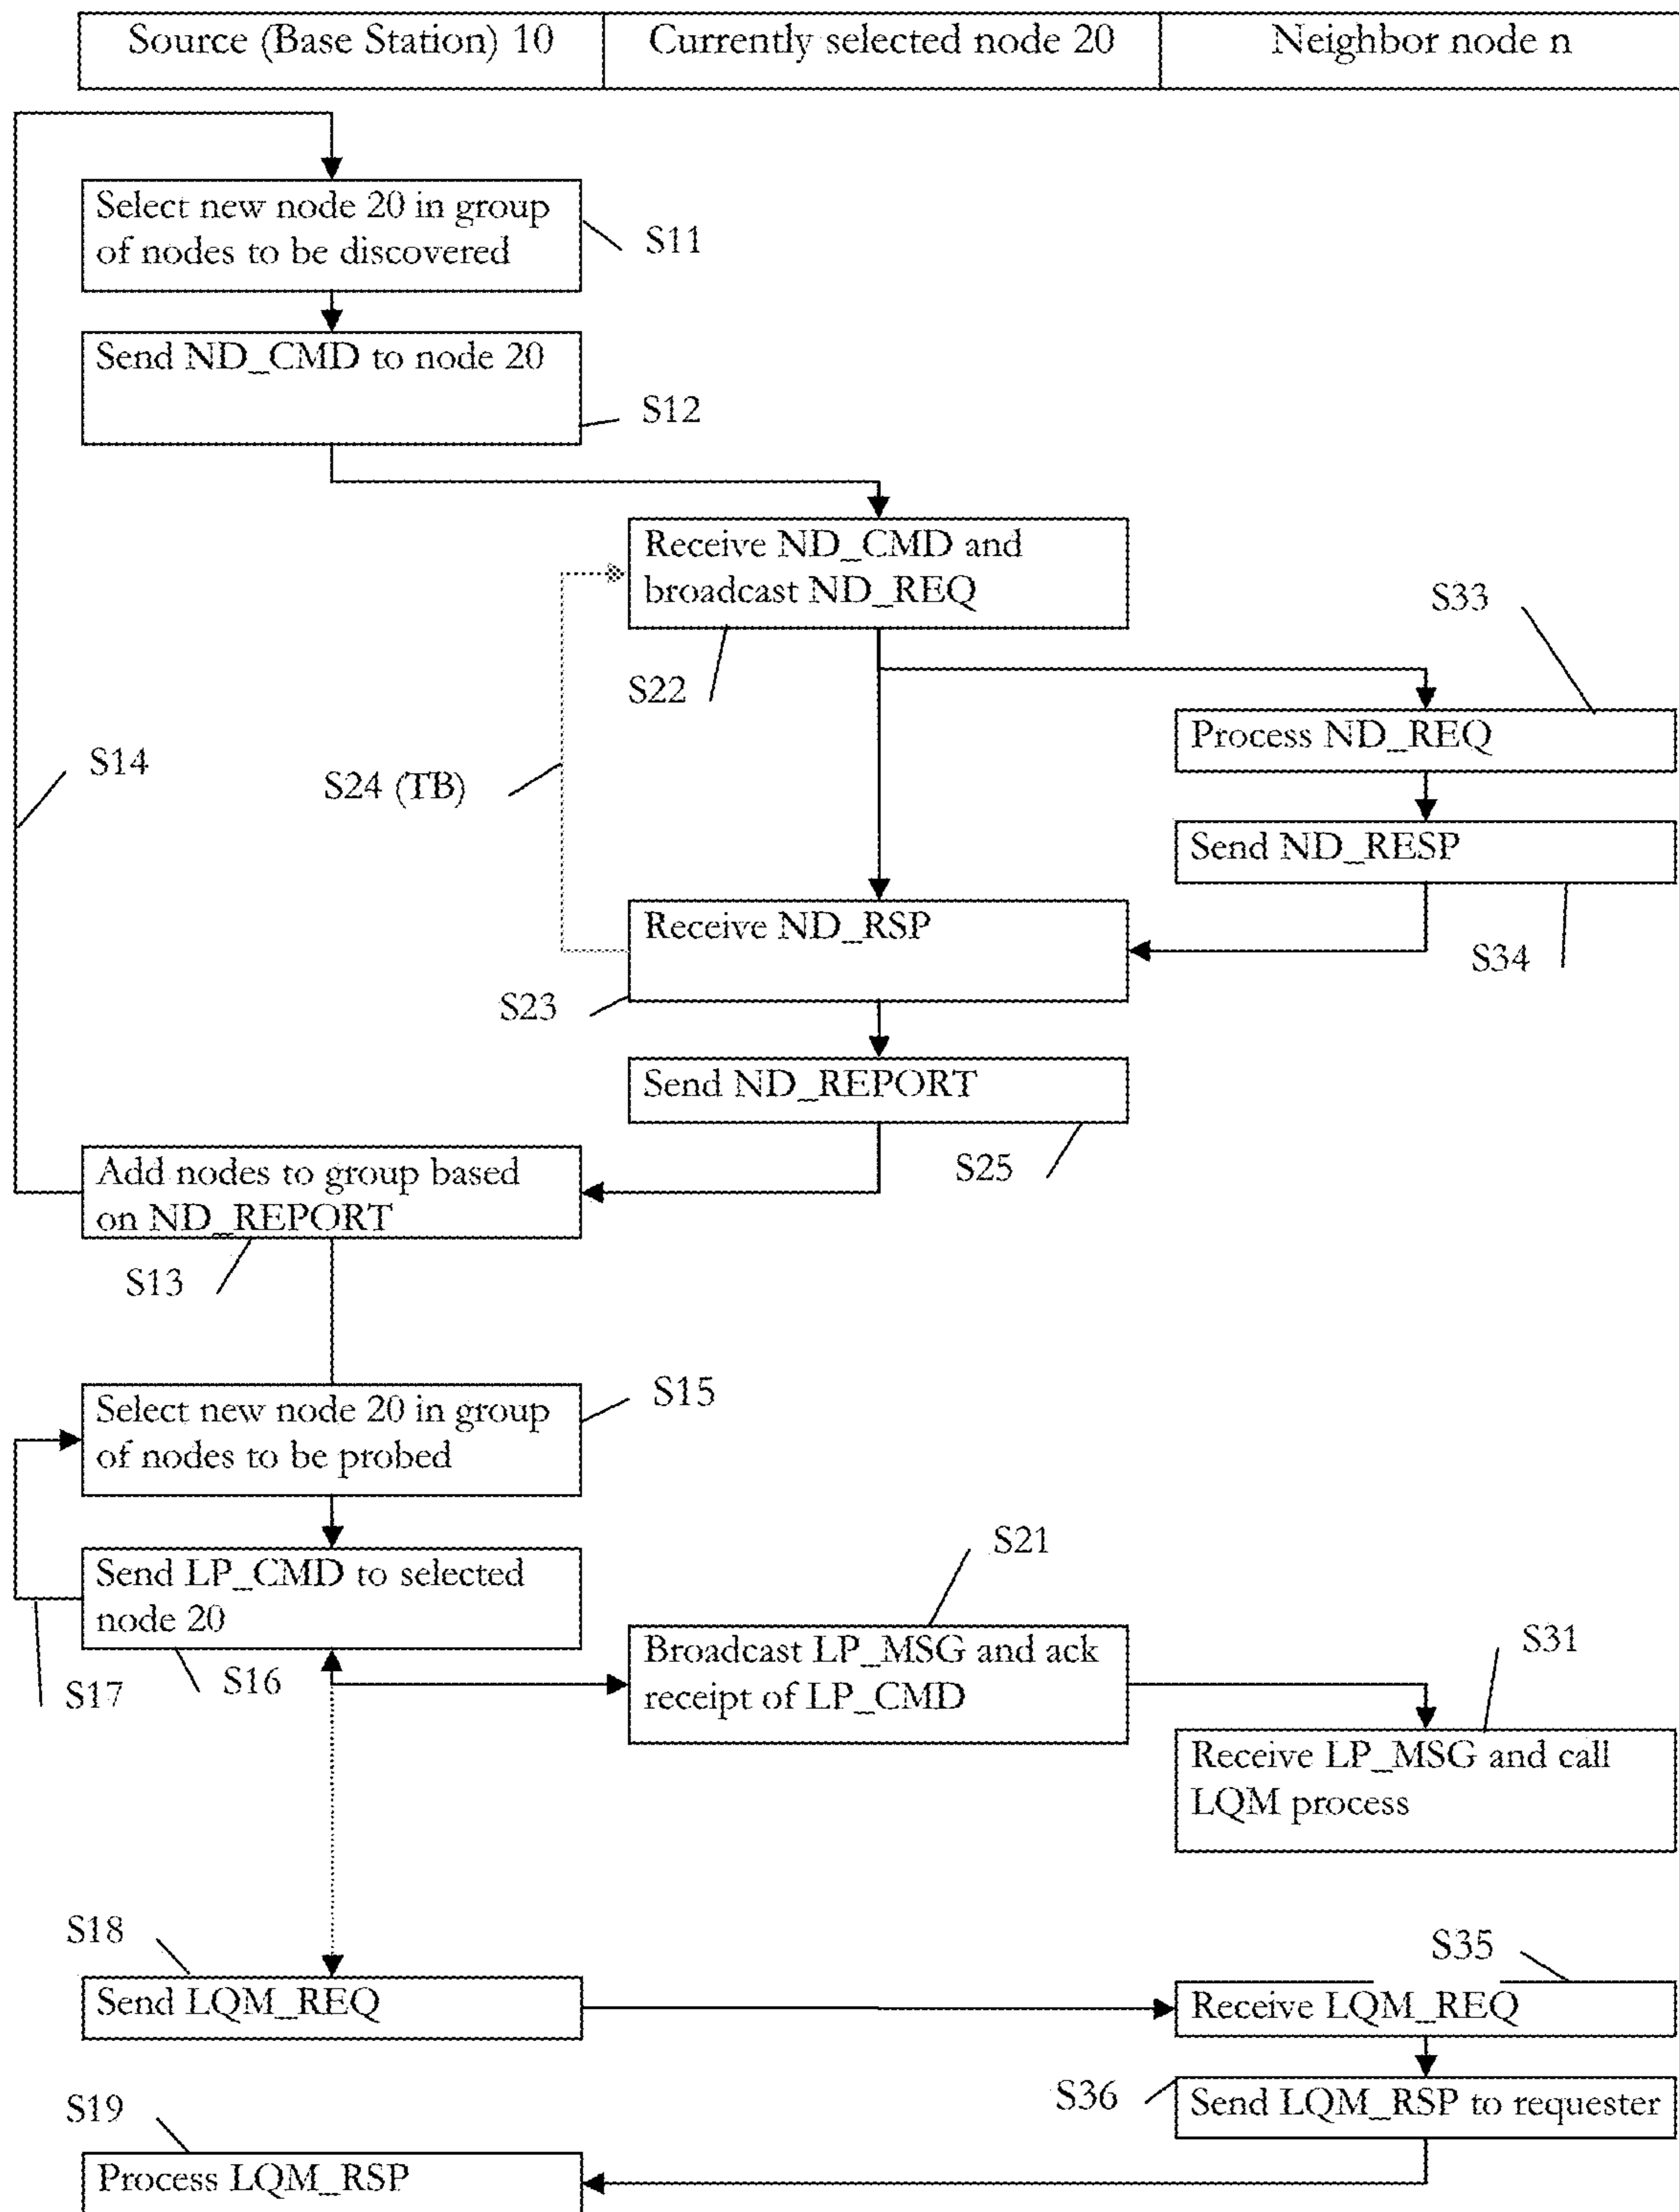 Source (Base Station) 10
Currently selected node 20
Neighbor node n
Select new node 20 in group
of nodes to be discovered
S11
Send ND_CMD to node 20
S12
Receive ND_CMD and
broadcast ND_REQ
S33
S22
Process ND_REQ
S14
S24 (TB)
Send ND_RESP
Receive ND_RSP
S34
S23
Send ND_REPORT
S25
Add nodes to group based
on ND_REPORT
S13
S15
Select new node 20 in group
of nodes to be probed
S21
Send LP_CMD to selected
node 20
S31
Broadcast LP_MSG and ack
receipt of LP_CMD
S17
S16
Receive LP_MSG and call
LQM process
S18
S35
Send LQM_REQ
Receive LQM_REQ
S36
Send LQM_RSP to requester
S19
Process LQM_RSP